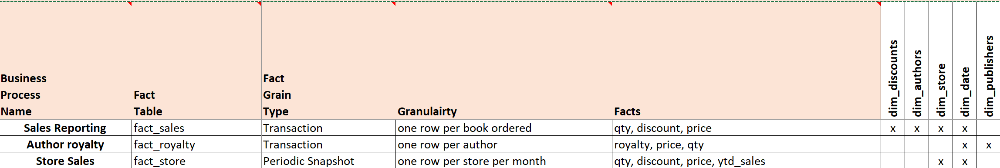 Business
Process
Name
Fact
Table
Fact
Grain
Type
Granulairty
Facts
dim_discounts
dim_authors
dim_store
dim_date
dim_publishers
Sales Reporting fact_sales Transaction one row per book ordered qty, discount, price x x x x
Author royalty fact_royalty Transaction one row per author royalty, price, qty x x
Store Sales fact_store Periodic Snapshot one row per store per month qty, discount, price, ytd_sales x x